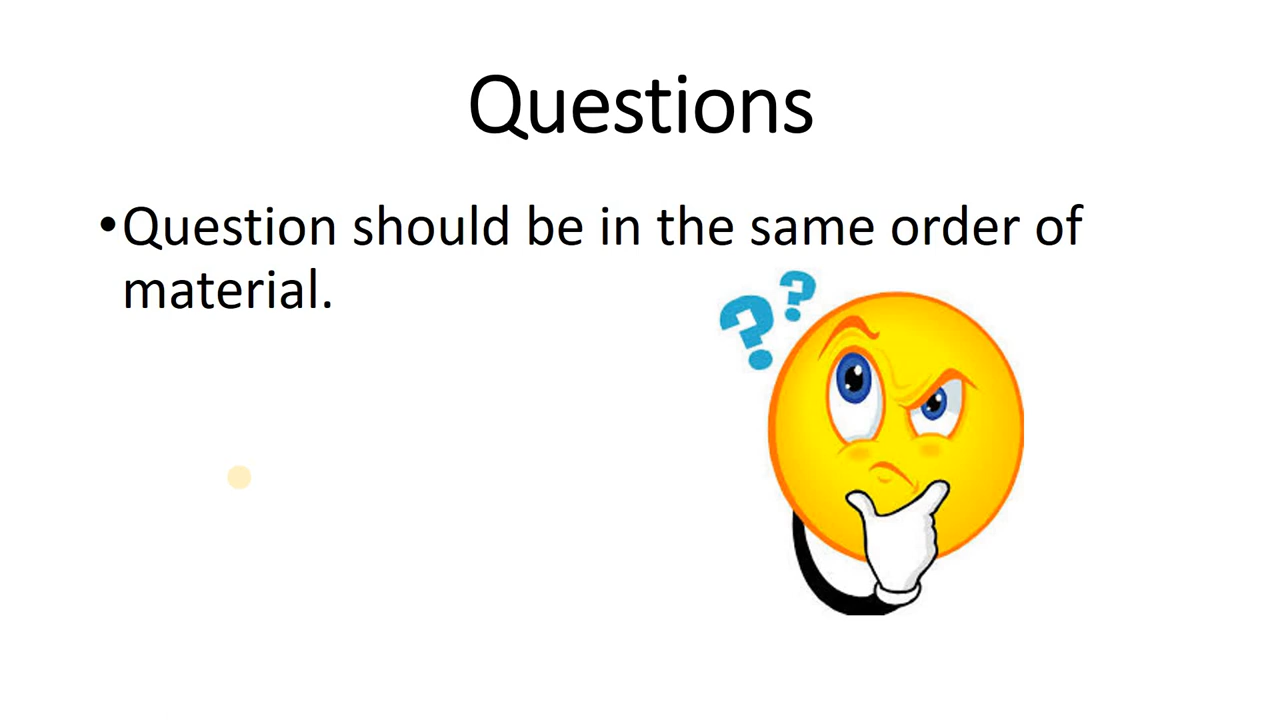 Questions
•Question should be in the same order of
material.
? ?